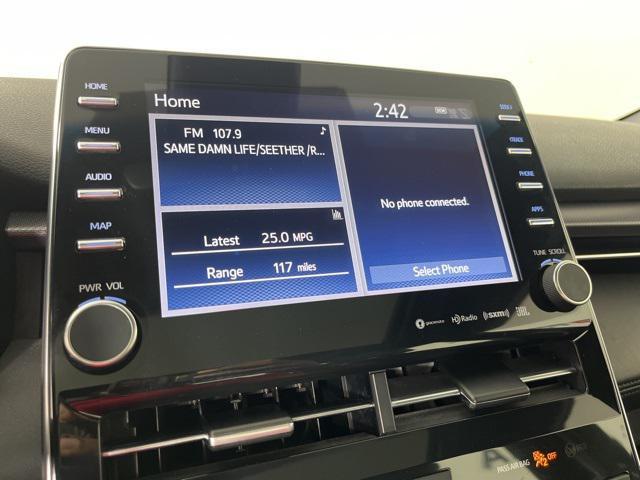 HOME
MENU
AUDIO
MAP
PWR VOL
Home
2:42
FM 107.9
SAME DAMN LIFE/SEETHER /R...
Latest 25.0 MPG
Range 117 miles
No phone connected.
Select Phone
SEEK>
<TRACK
PHONE
APPS
TUNE SCROLL
gracenote HD Radio ((SXM)) JBL
PASS AIR BAG
2 OFF